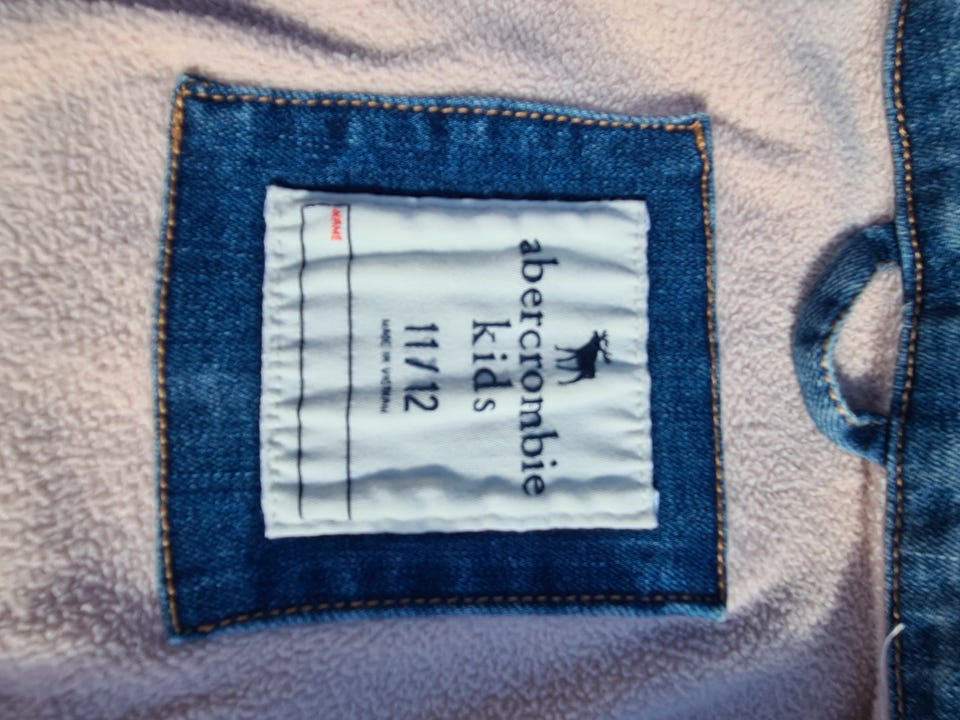 abercrombie
kids
11/12
MADE IN VIETNAM
NAME